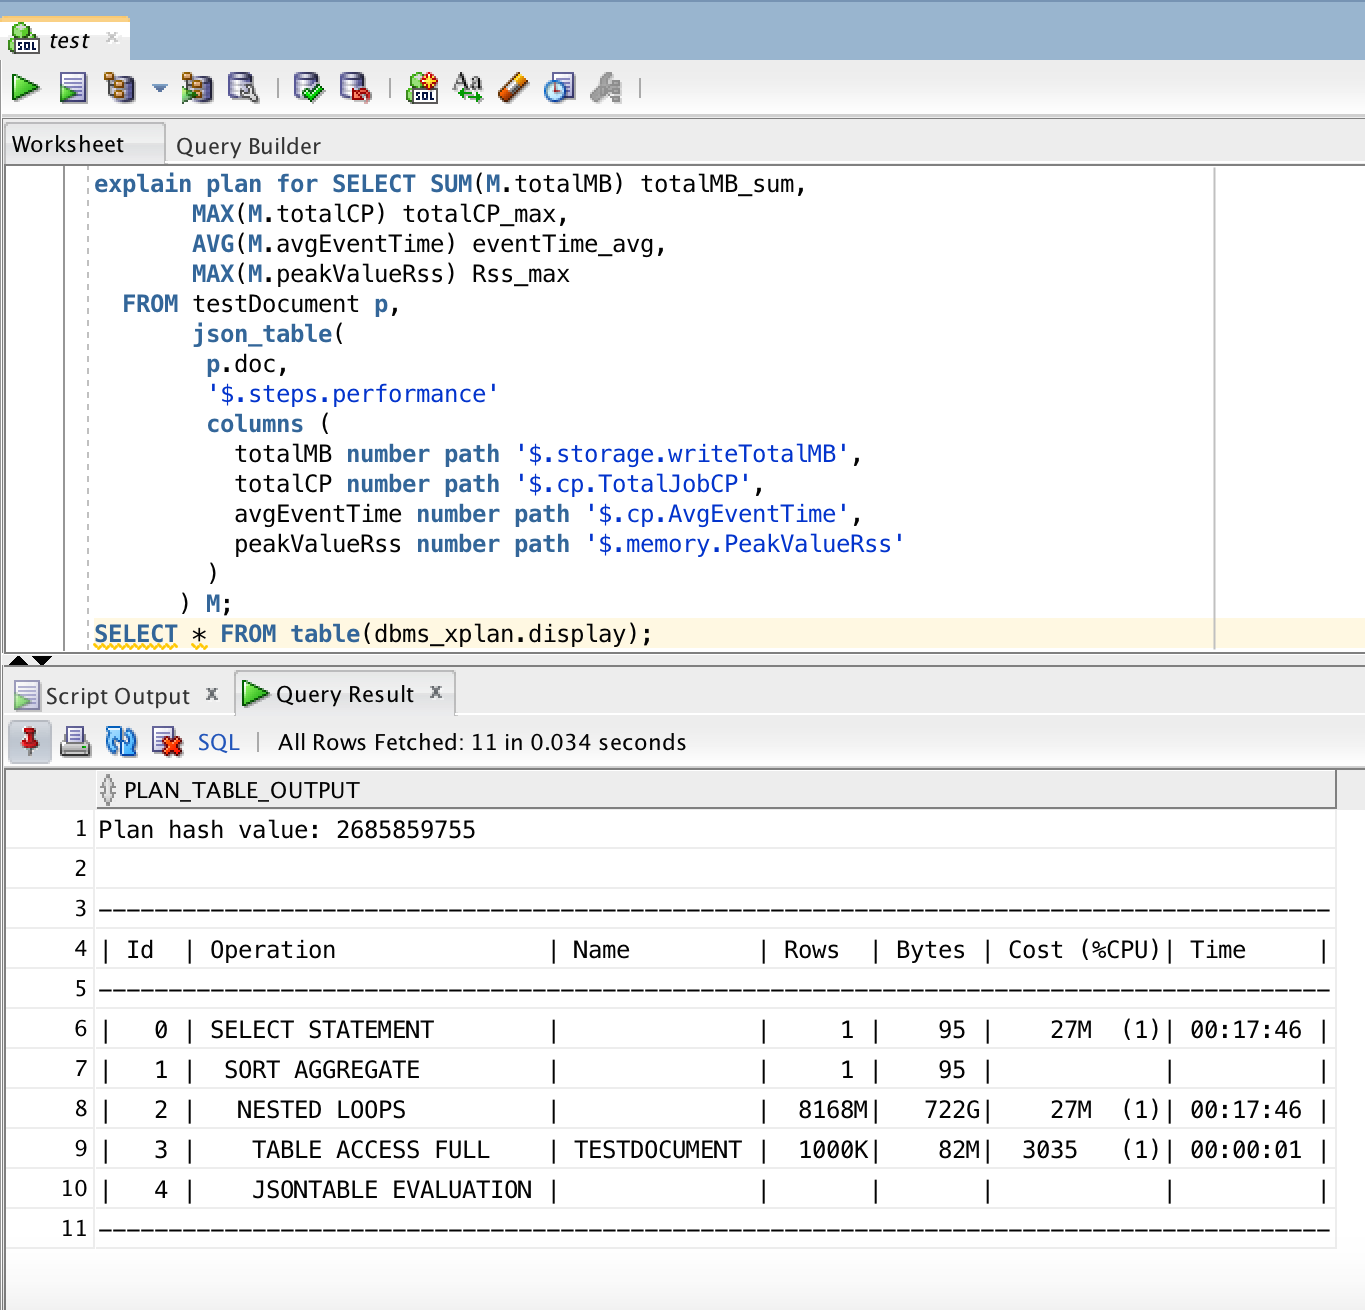 test
Worksheet Query Builder
explain plan for SELECT SUM(M.totalMB) totalMB_sum,
MAX(M.totalCP) totalCP_max,
AVG(M.avgEventTime) eventTime_avg,
MAX(M.peakValueRss) Rss_max
FROM testDocument p,
json_table(
p.doc,
'$.steps.performance'
columns (
totalMB number path '$.storage.writeTotalMB',
totalCP number path '$.cp.TotalJobCP',
avgEventTime number path '$.cp.AvgEventTime',
peakValueRss number path '$.memory.PeakValueRss'
)
) M;
SELECT * FROM table(dbms_xplan.display);
Script Output Query Result
SQL | All Rows Fetched: 11 in 0.034 seconds
PLAN_TABLE_OUTPUT
1 Plan hash value: 2685859755
2
3 ----------------------------------------------------------------------------------------
4 | Id | Operation | Name | Rows | Bytes | Cost (%CPU)| Time |
5 ----------------------------------------------------------------------------------------
6 | 0 | SELECT STATEMENT | | 1 | 95 | 27M (1)| 00:17:46 |
7 | 1 | SORT AGGREGATE | | 1 | 95 | | |
8 | 2 | NESTED LOOPS | | 8168M| 722G| 27M (1)| 00:17:46 |
9 | 3 | TABLE ACCESS FULL | TESTDOCUMENT | 1000K| 82M| 3035 (1)| 00:00:01 |
10 | 4 | JSONTABLE EVALUATION | | | | | |
11 ----------------------------------------------------------------------------------------